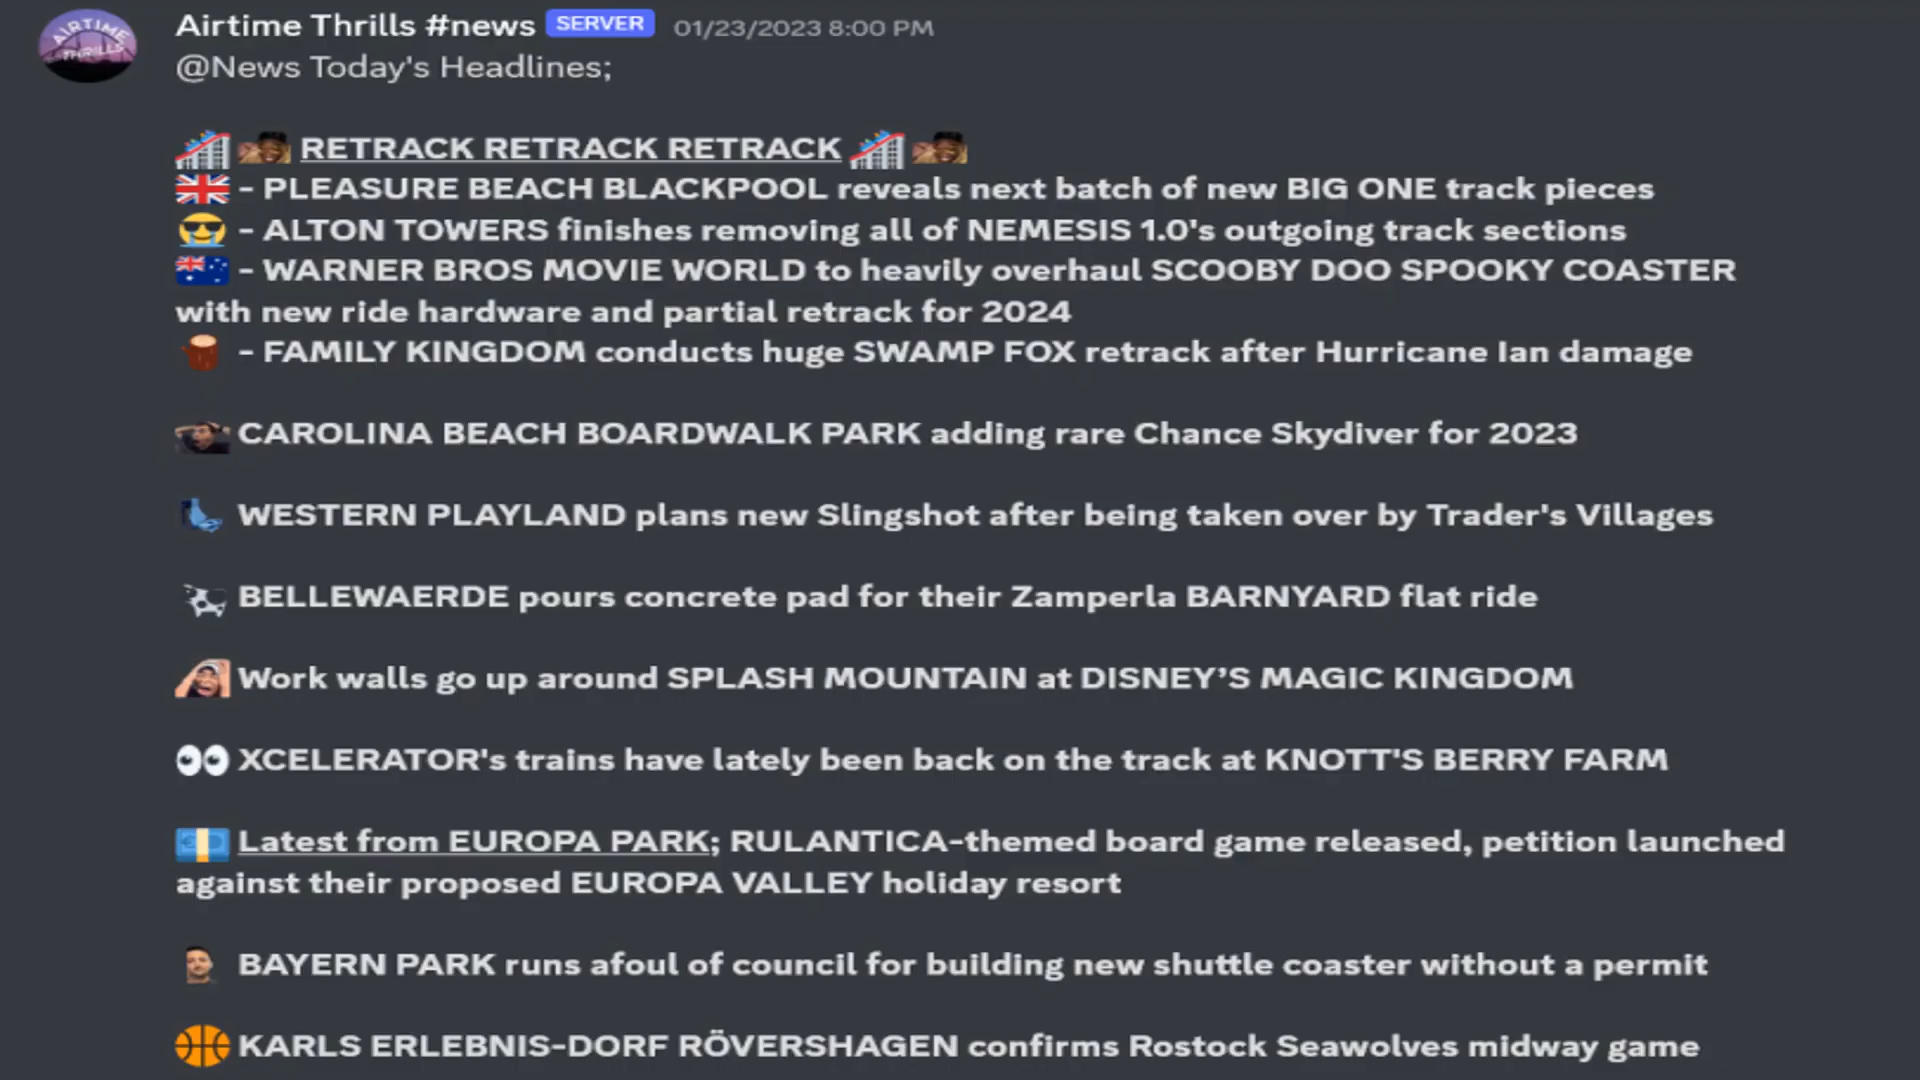 AIRTIME
THRILLS
Airtime Thrills #news SERVER 01/23/2023 8:00 PM
@News Today's Headlines;
RETRACK RETRACK RETRACK
- PLEASURE BEACH BLACKPOOL reveals next batch of new BIG ONE track pieces
- ALTON TOWERS finishes removing all of NEMESIS 1.0's outgoing track sections
- WARNER BROS MOVIE WORLD to heavily overhaul SCOOBY DOO SPOOKY COASTER
with new ride hardware and partial retrack for 2024
- FAMILY KINGDOM conducts huge SWAMP FOX retrack after Hurricane Ian damage
CAROLINA BEACH BOARDWALK PARK adding rare Chance Skydiver for 2023
WESTERN PLAYLAND plans new Slingshot after being taken over by Trader's Villages
BELLEWAERDE pours concrete pad for their Zamperla BARNYARD flat ride
Work walls go up around SPLASH MOUNTAIN at DISNEY’S MAGIC KINGDOM
XCELERATOR's trains have lately been back on the track at KNOTT'S BERRY FARM
Latest from EUROPA PARK; RULANTICA-themed board game released, petition launched
against their proposed EUROPA VALLEY holiday resort
BAYERN PARK runs afoul of council for building new shuttle coaster without a permit
KARLS ERLEBNIS-DORF RÖVERSHAGEN confirms Rostock Seawolves midway game